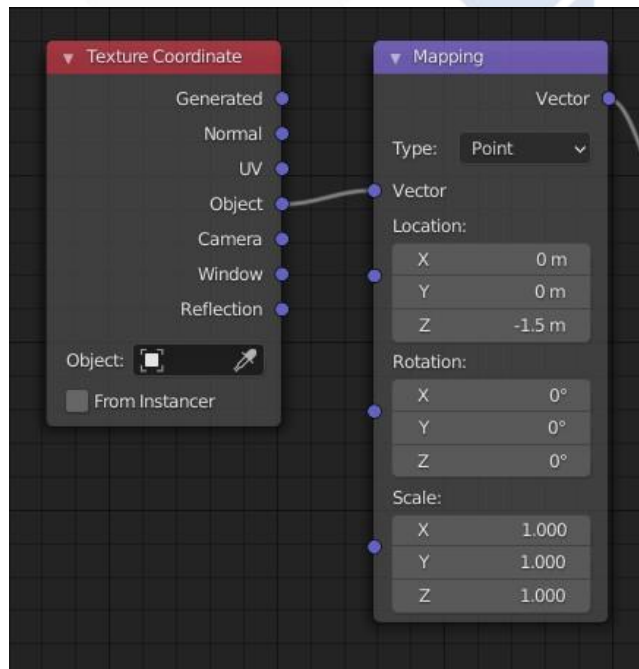 Texture Coordinate
Generated
Normal
UV
Object
Camera
Window
Reflection
Object:
From Instancer
Mapping
Vector
Type: Point
Vector
Location:
X 0 m
Y 0 m
Z -1.5 m
Rotation:
X 0°
Y 0°
Z 0°
Scale:
X 1.000
Y 1.000
Z 1.000